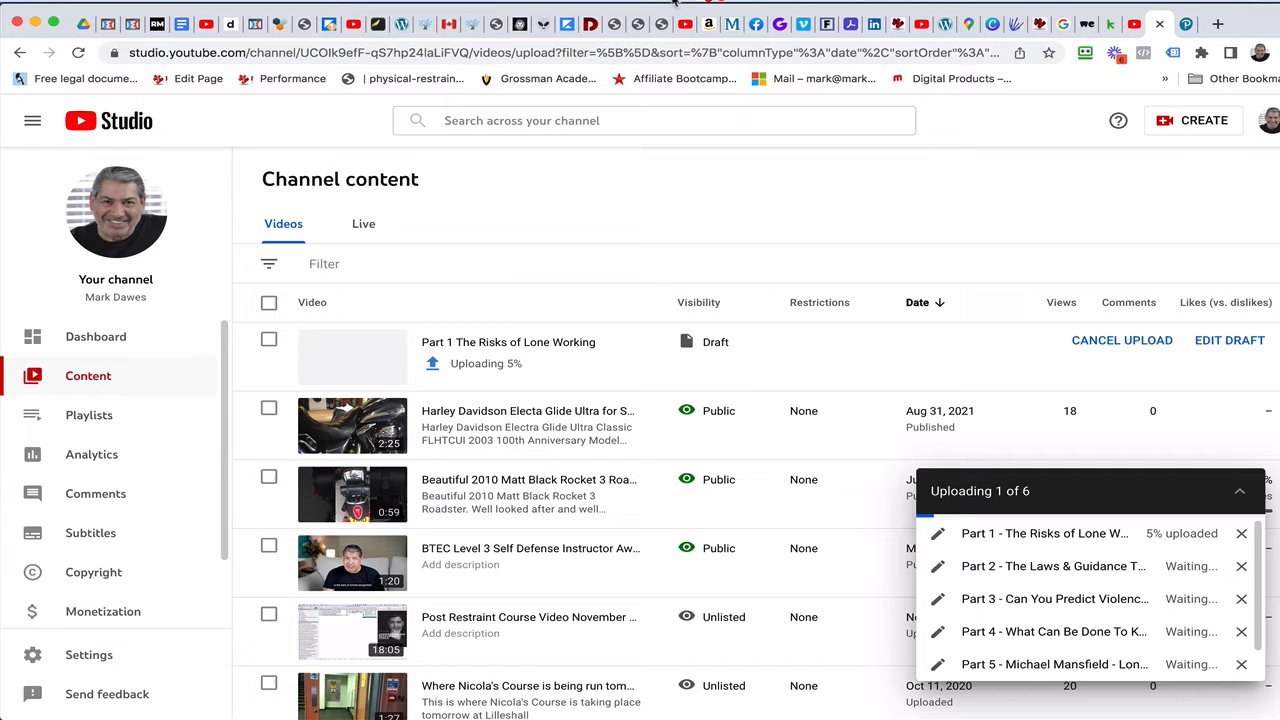 studio.youtube.com/channel/UCOIk9efF-qS7hp24laLiFVQ/videos/upload?filter=%5B%5D&sort=%7B"columnType"%3A"date"%2C"sortOrder"%3A"...
6
Free legal docume...
Edit Page
Performance
| physical-restrain...
Grossman Acade...
Affiliate Bootcamp...
Mail – mark@mark...
Digital Products –...
»
Other Bookma
Studio
Search across your channel
CREATE
Channel content
Videos
Live
Your channel
Mark Dawes
Filter
Video
Visibility
Restrictions
Date
Views
Comments
Likes (vs. dislikes)
Dashboard
Content
Playlists
Analytics
Comments
Subtitles
Copyright
Monetization
Settings
Send feedback
Part 1 The Risks of Lone Working
Uploading 5%
Draft
CANCEL UPLOAD
EDIT DRAFT
2:25
Harley Davidson Electa Glide Ultra for S...
Harley Davidson Electra Glide Ultra Classic
FLHTCUI 2003 100th Anniversary Model...
Public
None
Aug 31, 2021
Published
18
0
–
0:59
Beautiful 2010 Matt Black Rocket 3 Roa...
Beautiful 2010 Matt Black Rocket 3
Roadster. Well looked after and well...
Public
None
1:20
BTEC Level 3 Self Defense Instructor Aw...
Add description
Public
None
18:05
Post Restraint Course Video November ...
Add description
Unlisted
None
1:27
Where Nicola's Course is being run tom...
This is where Nicola's Course is taking place
tomorrow at Lilleshall
Unlisted
None
Oct 11, 2020
Uploaded
20
0
–
Uploading 1 of 6
Part 1 - The Risks of Lone W...
5% uploaded
Part 2 - The Laws & Guidance T...
Waiting...
Part 3 - Can You Predict Violenc...
Waiting...
Part 4 - What Can Be Done To K...
Waiting...
Part 5 - Michael Mansfield - Lon...
Waiting...